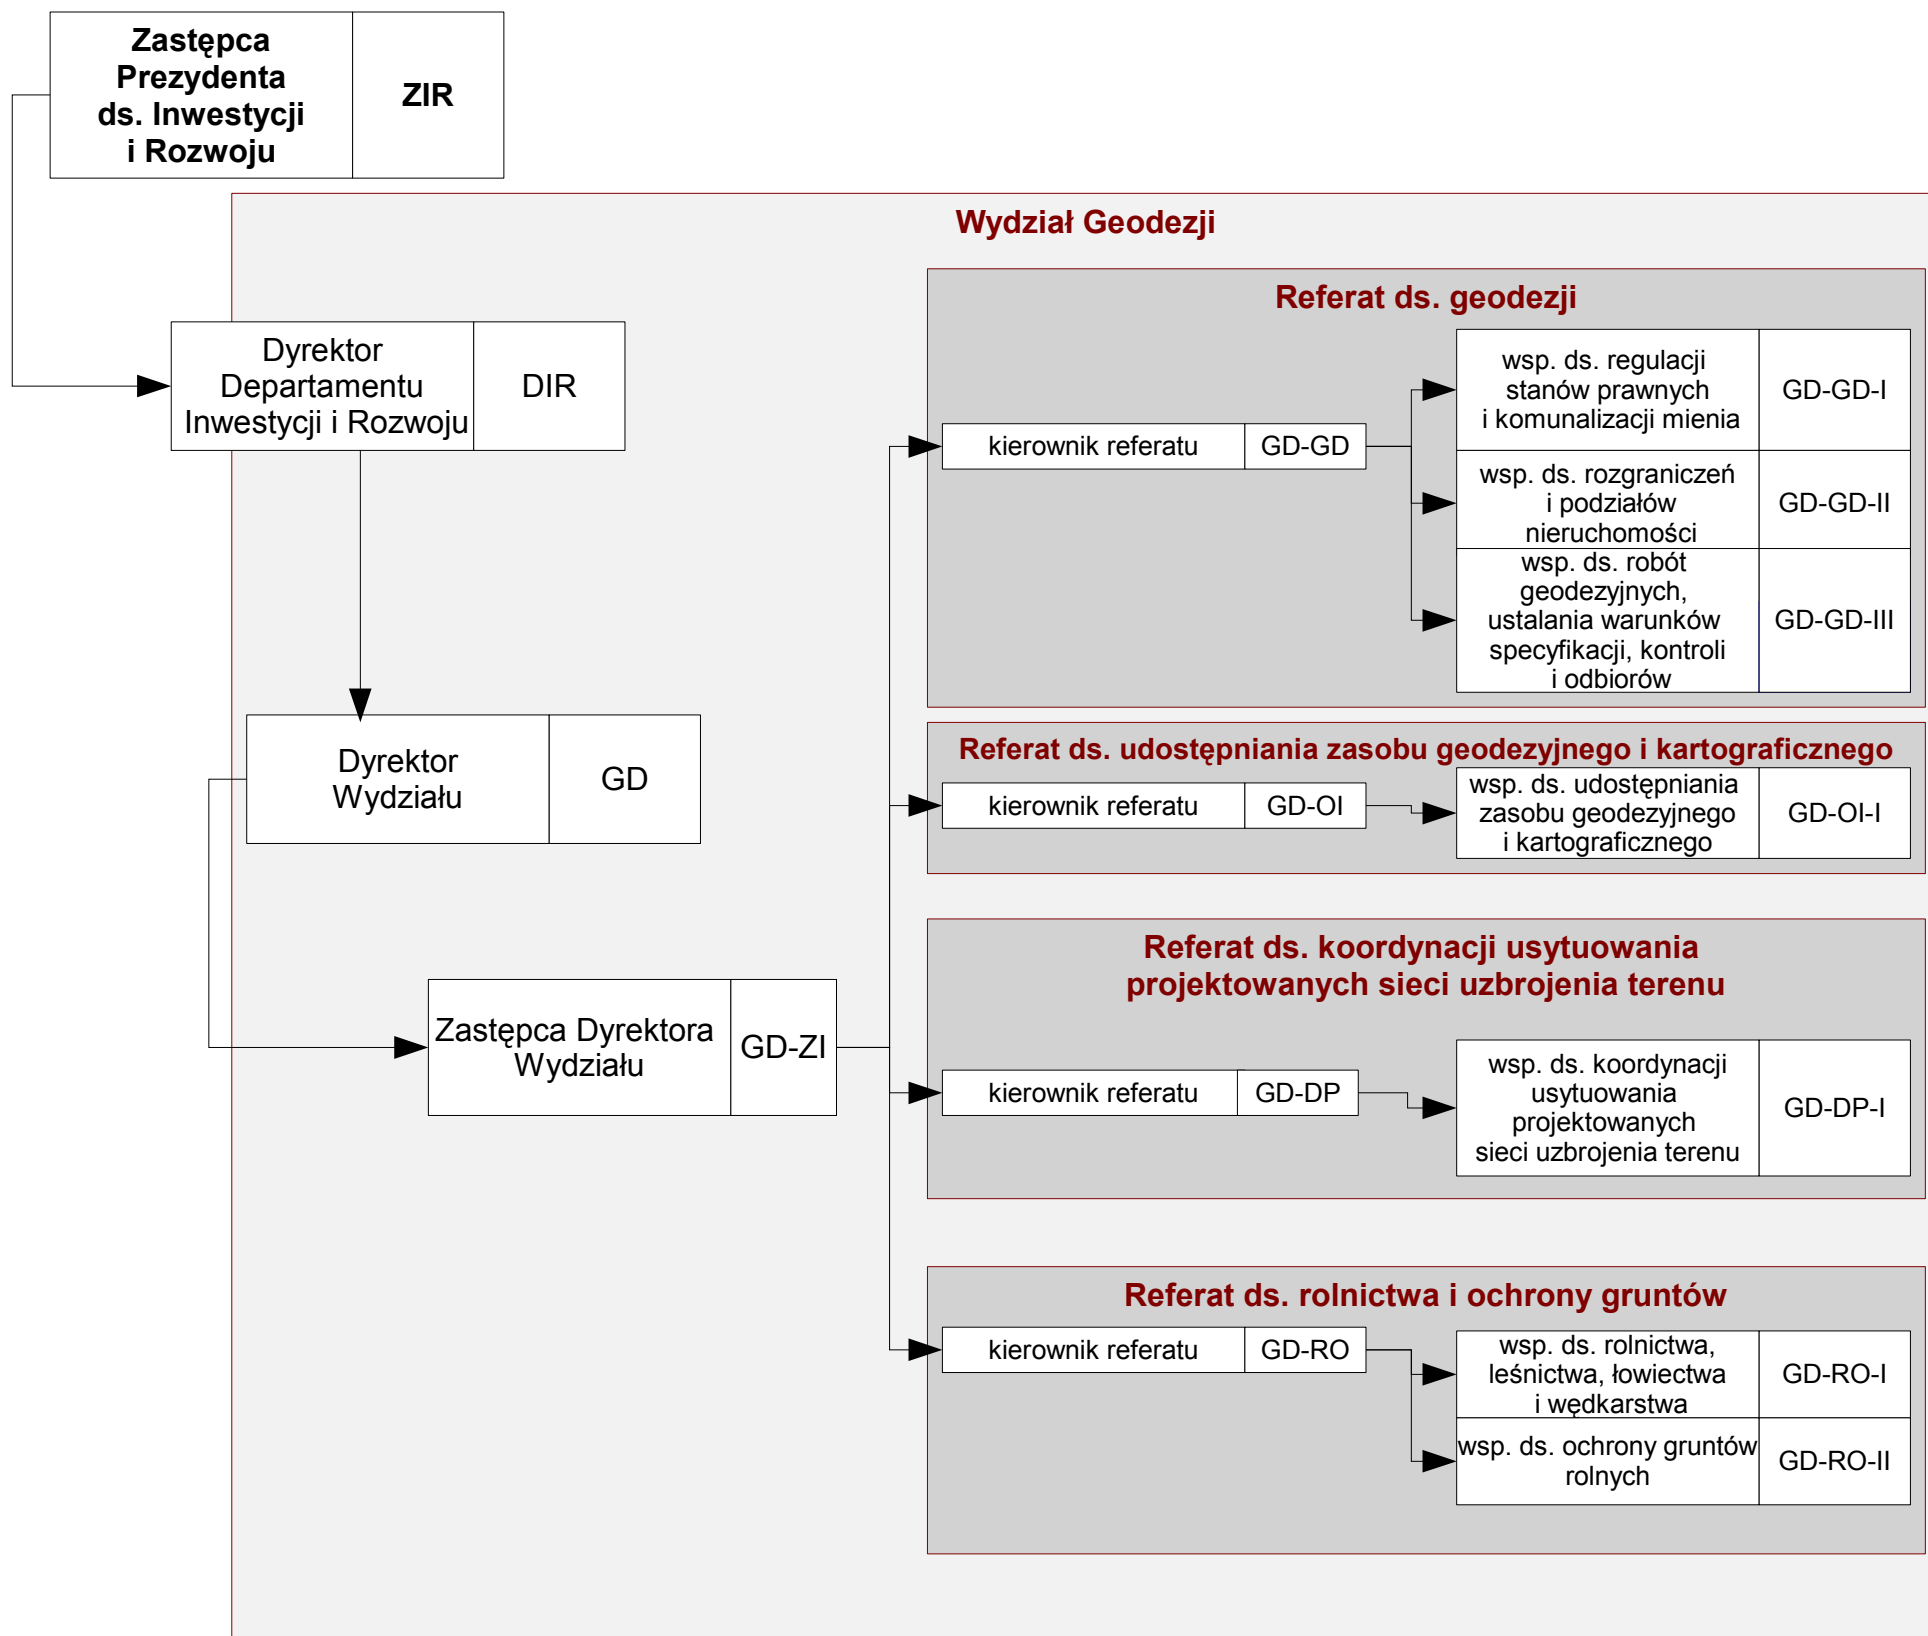 Zastępca
Prezydenta
ds. Inwestycji
i Rozwoju
ZIR
Wydział Geodezji
Dyrektor
Departamentu
Inwestycji i Rozwoju
DIR
Dyrektor
Wydziału
GD
Zastępca Dyrektora
Wydziału
GD-ZI
Referat ds. geodezji
kierownik referatu
GD-GD
wsp. ds. regulacji
stanów prawnych
i komunalizacji mienia
GD-GD-I
wsp. ds. rozgraniczeń
i podziałów
nieruchomości
GD-GD-II
wsp. ds. robót
geodezyjnych,
ustalania warunków
specyfikacji, kontroli
i odbiorów
GD-GD-III
Referat ds. udostępniania zasobu geodezyjnego i kartograficznego
kierownik referatu
GD-OI
wsp. ds. udostępniania
zasobu geodezyjnego
i kartograficznego
GD-OI-I
Referat ds. koordynacji usytuowania
projektowanych sieci uzbrojenia terenu
kierownik referatu
GD-DP
wsp. ds. koordynacji
usytuowania
projektowanych
sieci uzbrojenia terenu
GD-DP-I
Referat ds. rolnictwa i ochrony gruntów
kierownik referatu
GD-RO
wsp. ds. rolnictwa,
leśnictwa, łowiectwa
i wędkarstwa
GD-RO-I
wsp. ds. ochrony gruntów
rolnych
GD-RO-II